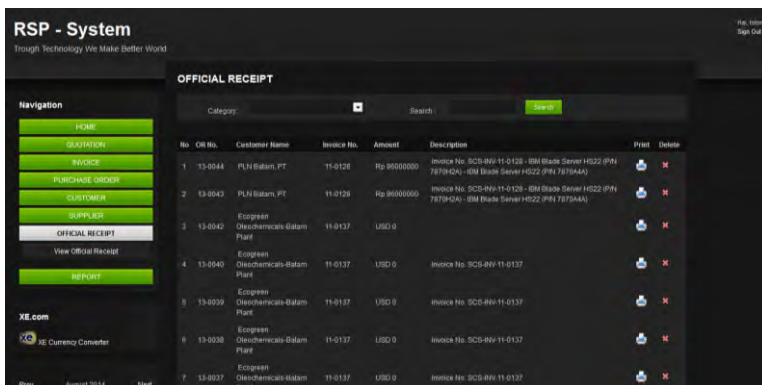 RSP - System
Trough Technology We Make Better World
Sign Out
OFFICIAL RECEIPT
Navigation
Category:
Search :
Search
HOME
QUOTATION
INVOICE
PURCHASE ORDER
CUSTOMER
SUPPLIER
OFFICIAL RECEIPT
View Official Receipt
REPORT
XE.com
XE Currency Converter
Prev August 2014 Next
No OR No. Customer Name Invoice No. Amount Description Print Delete
1 13-0044 PLN Batam, PT 11-0128 Rp 96000000 Invoice No. SCS-INV-11-0128 - IBM Blade Server HS22 (P/N
7870H2A) - IBM Blade Server HS22 (P/N 7870A4A)
2 13-0043 PLN Batam, PT 11-0128 Rp 96000000 Invoice No. SCS-INV-11-0128 - IBM Blade Server HS22 (P/N
7870H2A) - IBM Blade Server HS22 (P/N 7870A4A)
3 13-0042 Ecogreen
Oleochemicals-Batam
Plant
11-0137 USD 0
4 13-0040 Ecogreen
Oleochemicals-Batam
Plant
11-0137 USD 0 Invoice No. SCS-INV-11-0137
5 13-0039 Ecogreen
Oleochemicals-Batam
Plant
11-0137 USD 0 Invoice No. SCS-INV-11-0137
6 13-0038 Ecogreen
Oleochemicals-Batam
Plant
11-0137 USD 0 Invoice No. SCS-INV-11-0137
7 13-0037 Ecogreen
Oleochemicals-Batam
11-0137 USD 0 Invoice No. SCS-INV-11-0137